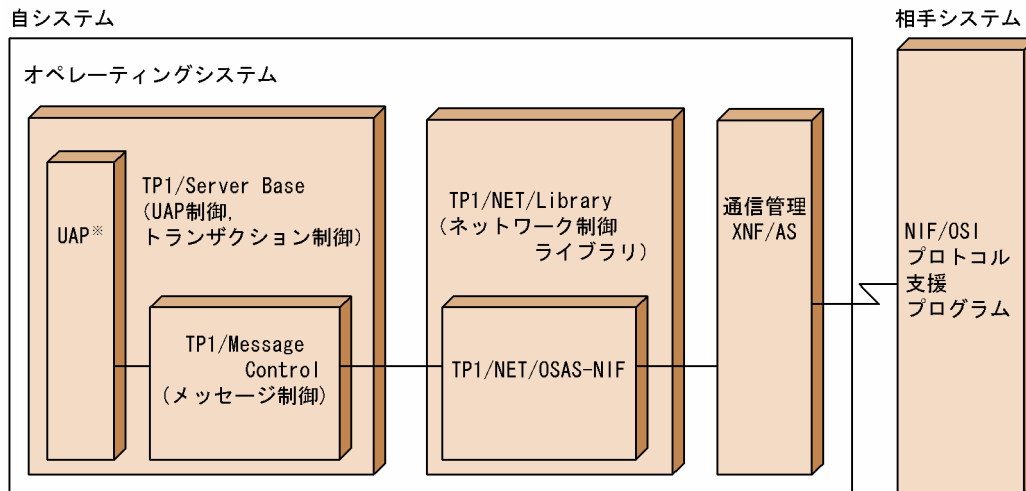 自システム
相手システム
オペレーティングシステム
UAP※
TP1/Server Base
(UAP制御,
トランザクション制御)
TP1/Message
Control
(メッセージ制御)
TP1/NET/Library
(ネットワーク制御
ライブラリ)
TP1/NET/OSAS-NIF
通信管理
XNF/AS
NIF/OSI
プロトコル
支援
プログラム